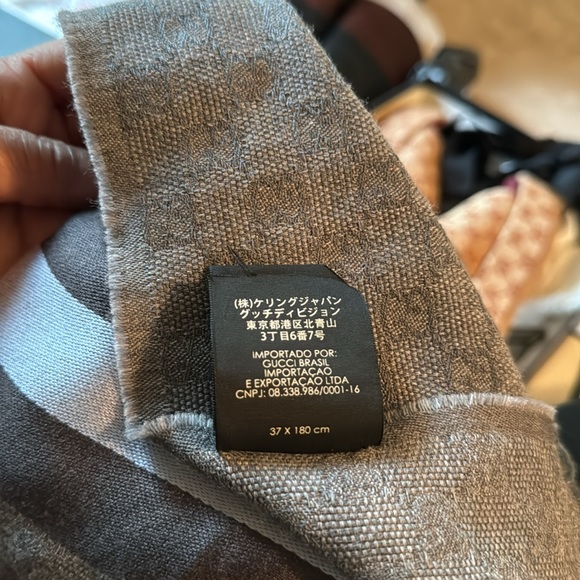 (株)ケリングジャパン
グッチディビジョン
東京都港区北青山
3丁目6番7号
IMPORTADO POR:
GUCCI BRASIL
IMPORTAÇAO
E EXPORTAÇAO LTDA
CNPJ: 08.338.986/0001-16
37 X 180 cm